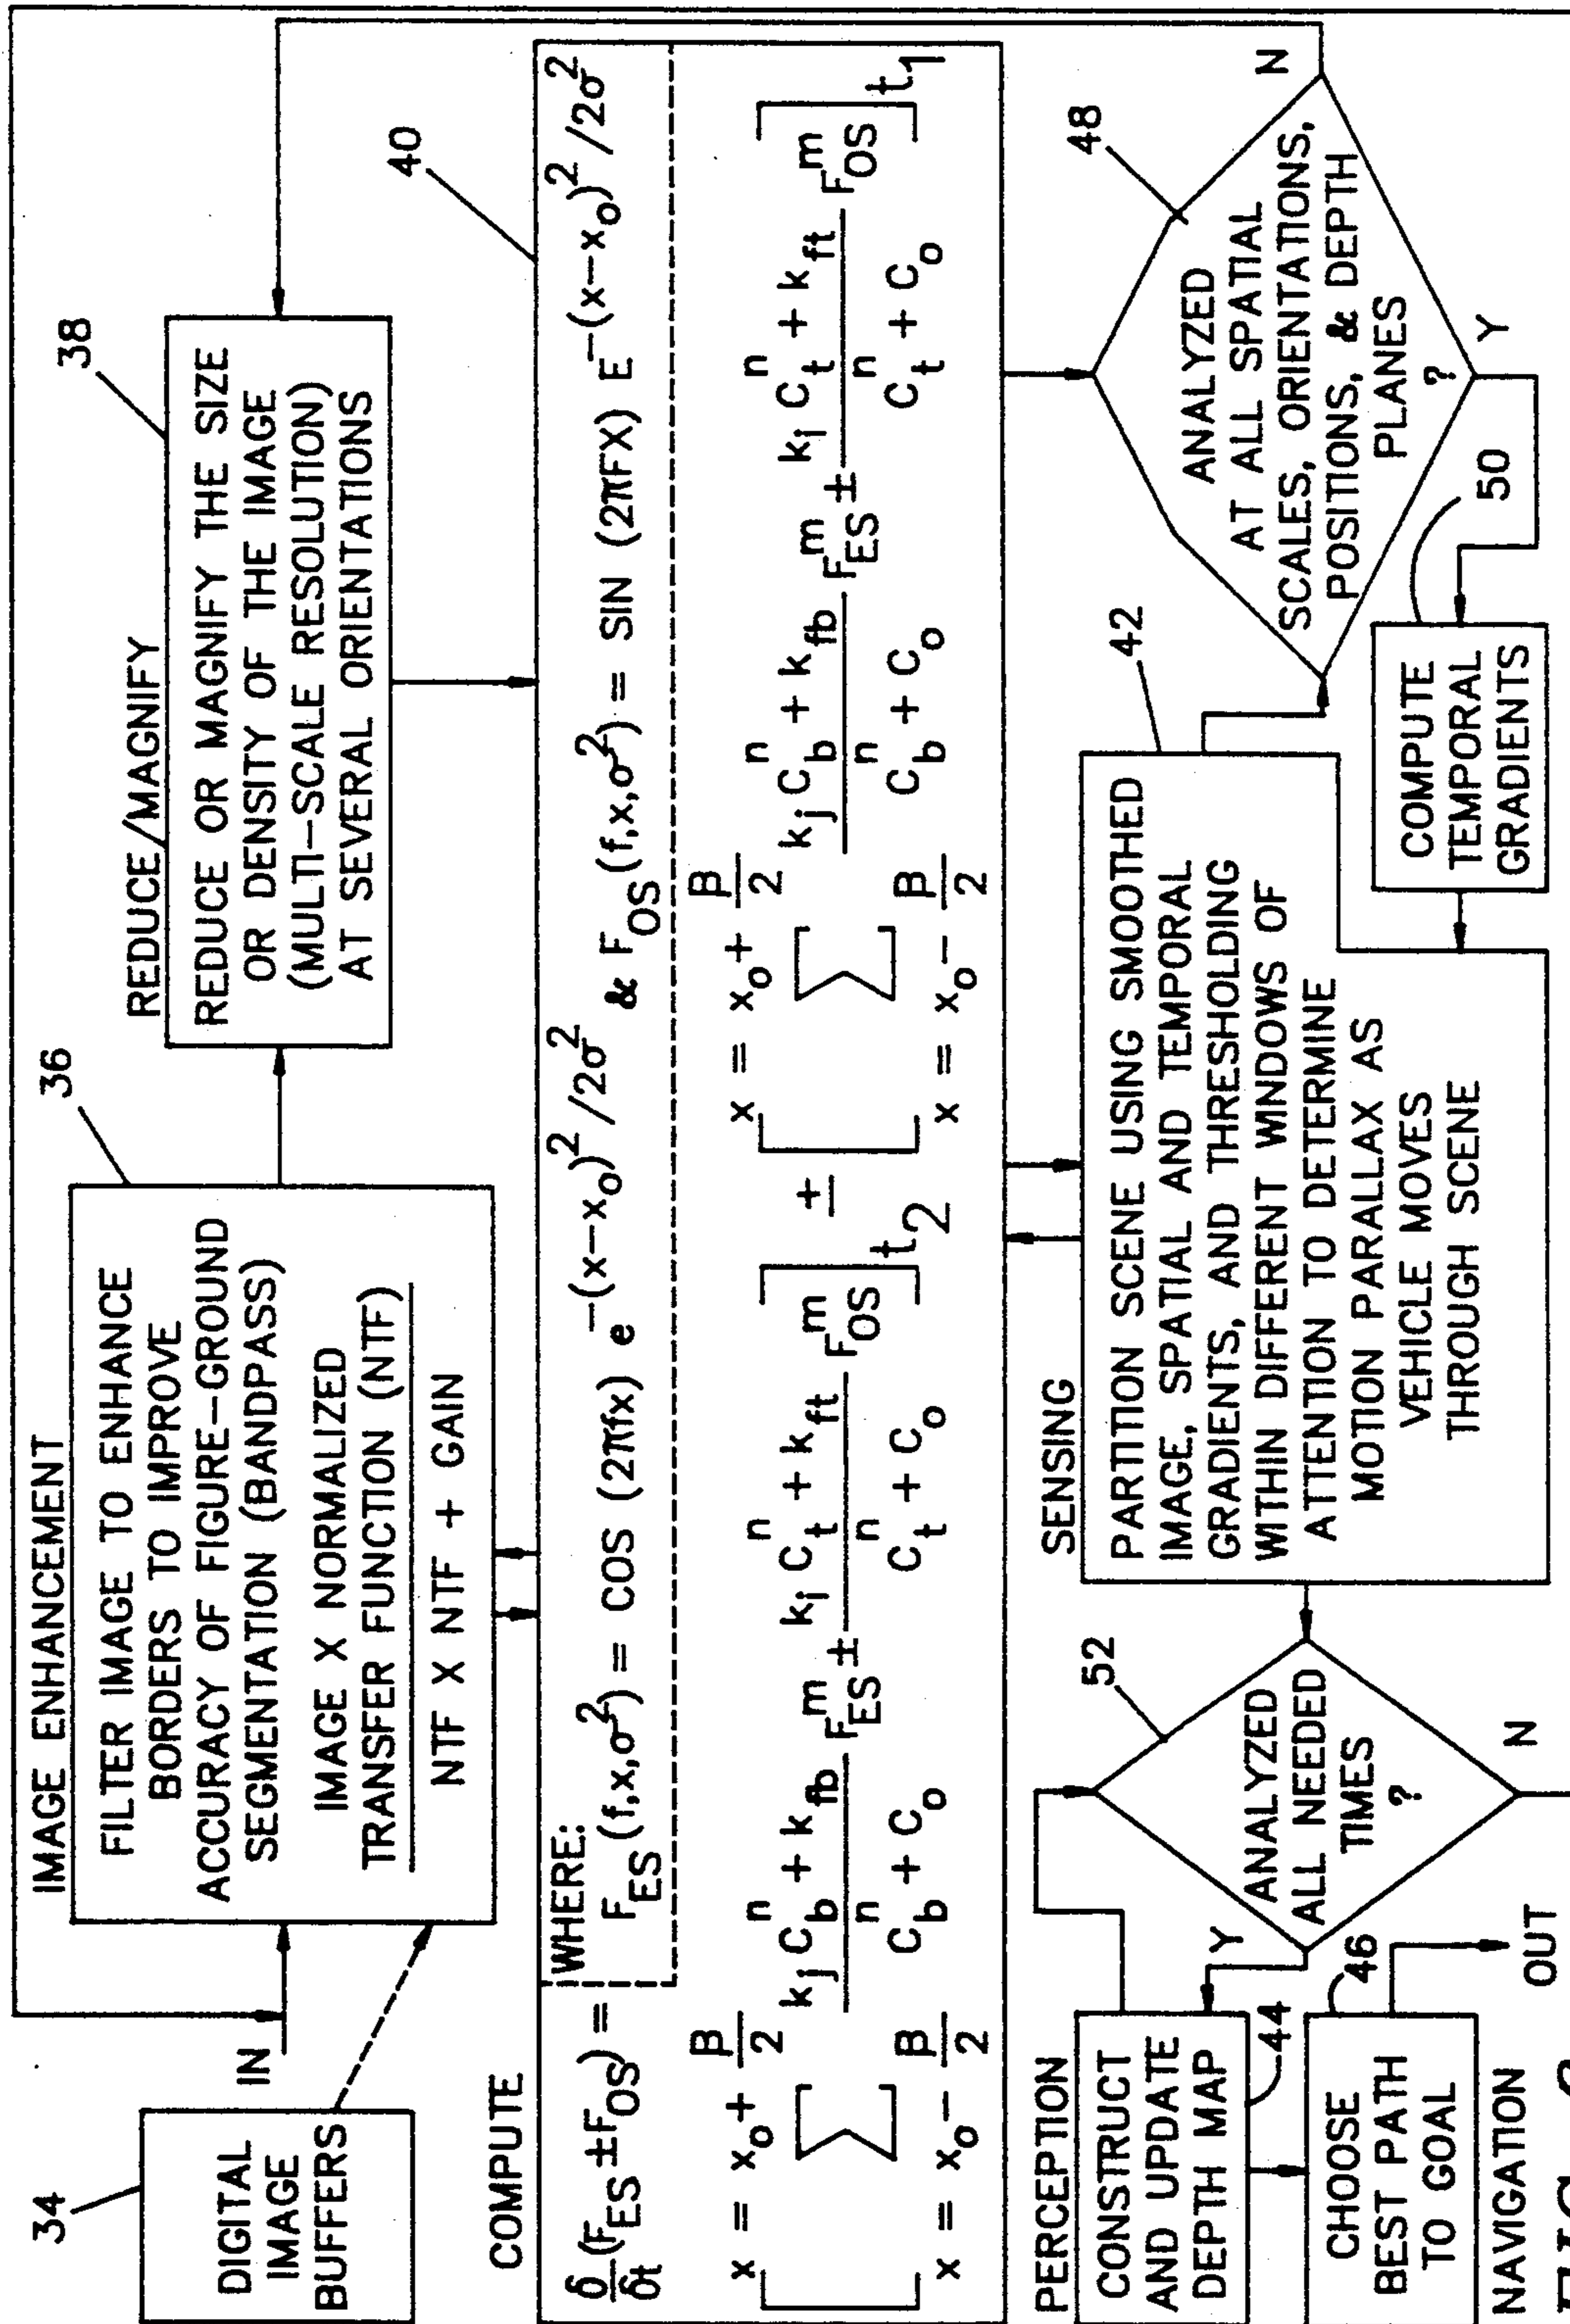 34
DIGITAL
IMAGE
BUFFERS
IN
IMAGE ENHANCEMENT
36
FILTER IMAGE TO ENHANCE
BORDERS TO IMPROVE
ACCURACY OF FIGURE-GROUND
SEGMENTATION (BANDPASS)
IMAGE X NORMALIZED
TRANSFER FUNCTION (NTF)
NTF X NTF + GAIN
REDUCE/MAGNIFY
38
REDUCE OR MAGNIFY THE SIZE
OR DENSITY OF THE IMAGE
(MULTI-SCALE RESOLUTION)
AT SEVERAL ORIENTATIONS
COMPUTE
40
WHERE:
F_ES(f,x,σ²) = COS (2πfx) e^-(x-x_o)²/2σ² & F_OS(f,x,σ²) = SIN (2πFX) E^-(x-x_o)²/2σ²
δ/δt (F_ES ± F_OS) =
[ Σ (x = x_o - B/2 , x = x_o + B/2) (k_j C_b^n + k_fb)/(C_b^n + C_o) F_ES^m ± (k_i C_t^n + k_ft)/(C_t^n + C_o) F_OS^m ] t_2 ± [ Σ (x = x_o - B/2 , x = x_o + B/2) (k_j C_b^n + k_fb)/(C_b^n + C_o) F_ES^m ± (k_i C_t^n + k_ft)/(C_t^n + C_o) F_OS^m ] t_1
PERCEPTION
CONSTRUCT
AND UPDATE
DEPTH MAP
44
CHOOSE
BEST PATH
TO GOAL
46
OUT
NAVIGATION
52
ANALYZED
ALL NEEDED
TIMES
?
Y
N
SENSING
42
PARTITION SCENE USING SMOOTHED
IMAGE, SPATIAL AND TEMPORAL
GRADIENTS, AND THRESHOLDING
WITHIN DIFFERENT WINDOWS OF
ATTENTION TO DETERMINE
MOTION PARALLAX AS
VEHICLE MOVES
THROUGH SCENE
COMPUTE
TEMPORAL
GRADIENTS
50
48
ANALYZED
AT ALL SPATIAL
SCALES, ORIENTATIONS,
POSITIONS, & DEPTH
PLANES
?
Y
N